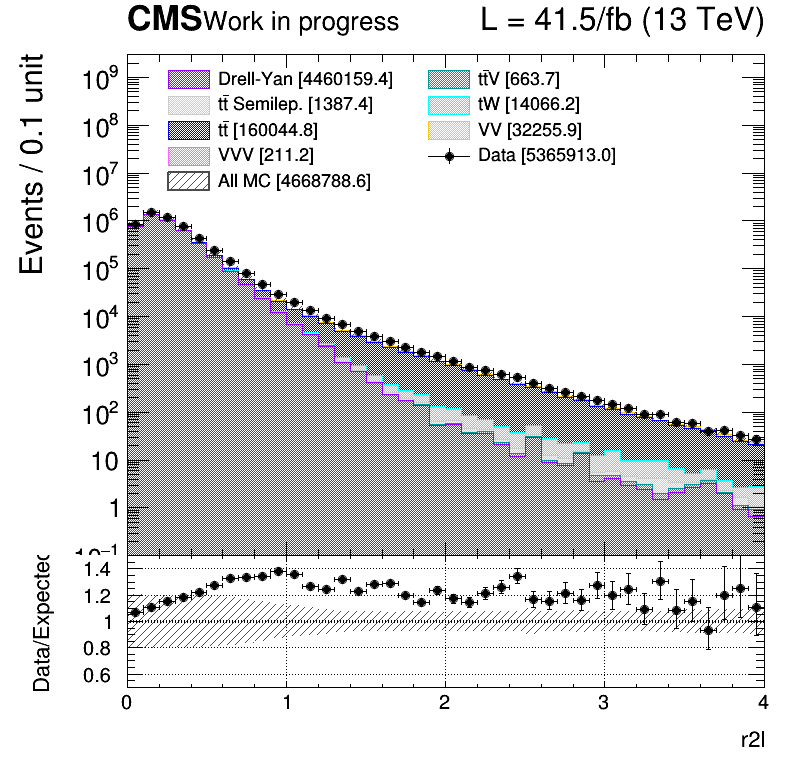 CMS Work in progress L = 41.5/fb (13 TeV)
Events / 0.1 unit
10⁹
10⁸
10⁷
10⁶
10⁵
10⁴
10³
10²
10
1
10⁻¹
Drell-Yan [4460159.4]
tt̄ Semilep. [1387.4]
tt̄ [160044.8]
VVV [211.2]
All MC [4668788.6]
tt̄V [663.7]
tW [14066.2]
VV [32255.9]
Data [5365913.0]
Data/Expected
1.4
1.2
1
0.8
0.6
0 1 2 3 4
r2l